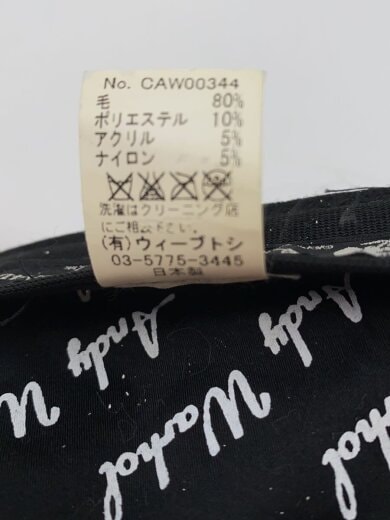 No. CAW00344
毛 80%
ポリエステル 10%
アクリル 5%
ナイロン 5%
洗濯はクリーニング店
にご相談下さい。
(有)ウィーブトシ
03-5775-3445
日本製
Andy
Andy
Warhol
Warhol